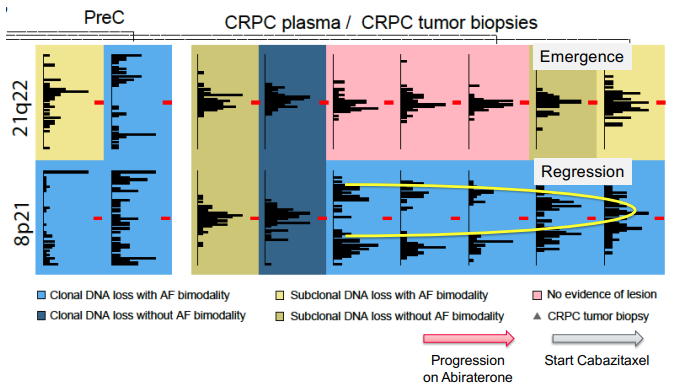 PreC
CRPC plasma / CRPC tumor biopsies
Emergence
21q22
Regression
8p21
Clonal DNA loss with AF bimodality
Subclonal DNA loss with AF bimodality
No evidence of lesion
Clonal DNA loss without AF bimodality
Subclonal DNA loss without AF bimodality
CRPC tumor biopsy
Progression
on Abiraterone
Start Cabazitaxel